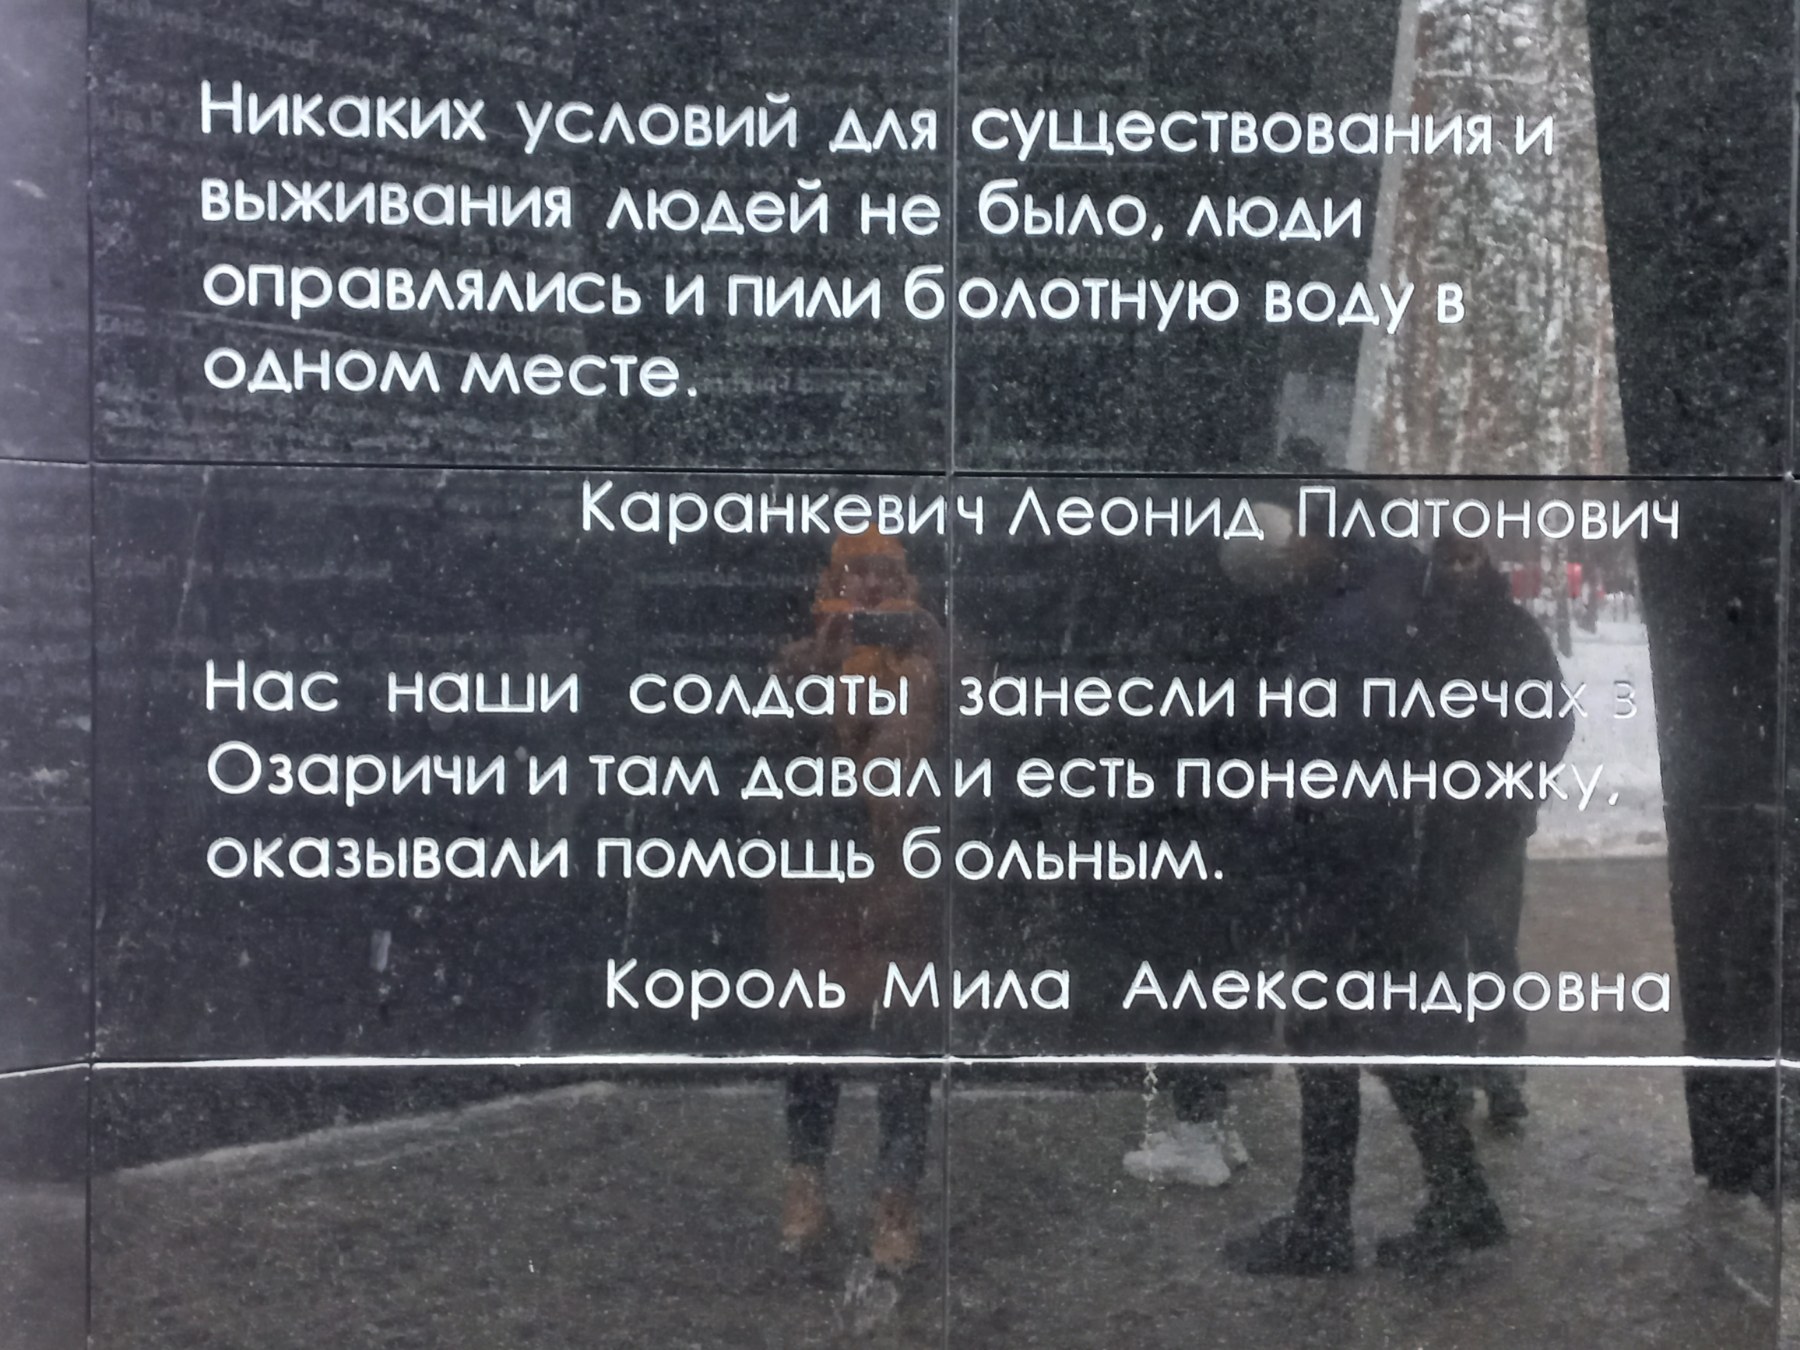 Никаких условий для существования и
выживания людей не было, люди
оправлялись и пили болотную воду в
одном месте.
Каранкевич Леонид Платонович
Нас наши солдаты занесли на плечах в
Озаричи и там давали есть понемножку,
оказывали помощь больным.
Король Мила Александровна